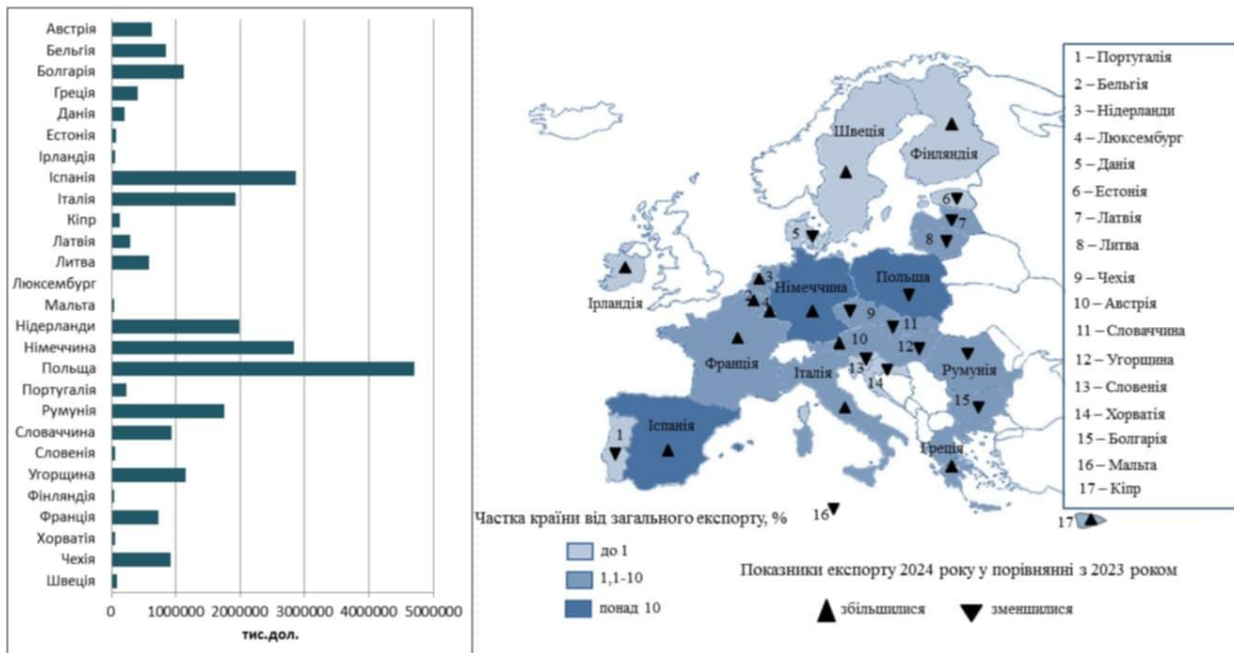 Австрія
Бельгія
Болгарія
Греція
Данія
Естонія
Ірландія
Іспанія
Італія
Кіпр
Латвія
Литва
Люксембург
Мальта
Нідерланди
Німеччина
Польща
Португалія
Румунія
Словаччина
Словенія
Угорщина
Фінляндія
Франція
Хорватія
Чехія
Швеція
0 1000000 2000000 3000000 4000000 5000000
тис.дол.
Швеція
Фінляндія
6
7
8
5
Ірландія
3
2
4
Німеччина
Польша
9
11
10
12
Франція
Італія
13
14
Румунія
15
1
Іспанія
Греція
16
17
1 – Португалія
2 – Бельгія
3 – Нідерланди
4 – Люксембург
5 – Данія
6 – Естонія
7 – Латвія
8 – Литва
9 – Чехія
10 – Австрія
11 – Словаччина
12 – Угорщина
13 – Словенія
14 – Хорватія
15 – Болгарія
16 – Мальта
17 – Кіпр
Частка країни від загального експорту, %
до 1
1,1-10
понад 10
Показники експорту 2024 року у порівнянні з 2023 роком
збільшилися
зменшилися